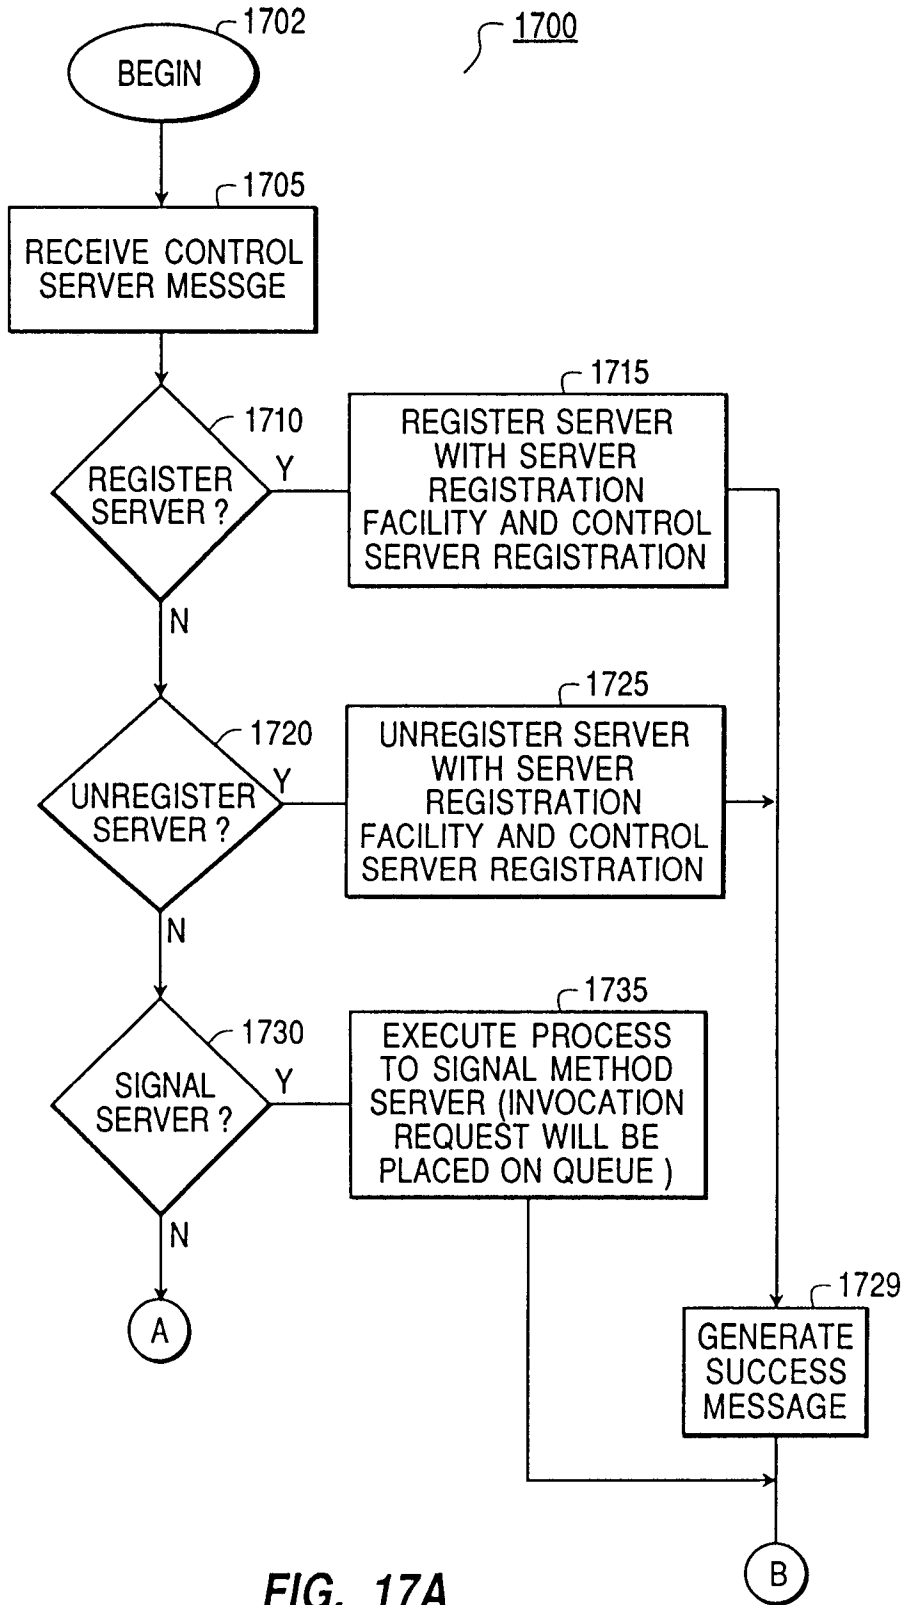 1702
1700
BEGIN
1705
RECEIVE CONTROL
SERVER MESSGE
1710
REGISTER
SERVER ?
Y
N
1715
REGISTER SERVER
WITH SERVER
REGISTRATION
FACILITY AND CONTROL
SERVER REGISTRATION
1720
UNREGISTER
SERVER ?
Y
N
1725
UNREGISTER SERVER
WITH SERVER
REGISTRATION
FACILITY AND CONTROL
SERVER REGISTRATION
1730
SIGNAL
SERVER ?
Y
N
1735
EXECUTE PROCESS
TO SIGNAL METHOD
SERVER (INVOCATION
REQUEST WILL BE
PLACED ON QUEUE )
A
1729
GENERATE
SUCCESS
MESSAGE
B
FIG. 17A